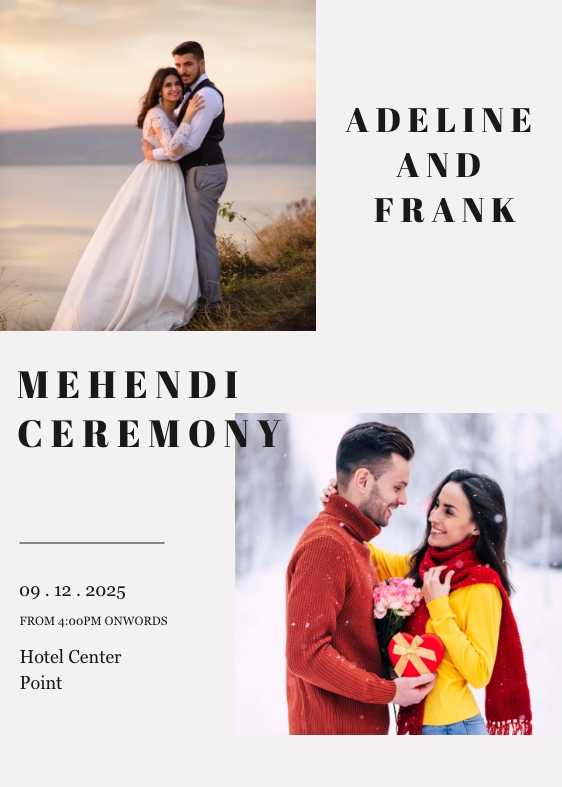 ADELINE
AND
FRANK
MEHENDI
CEREMONY
09 . 12 . 2025
FROM 4:00PM ONWORDS
Hotel Center
Point